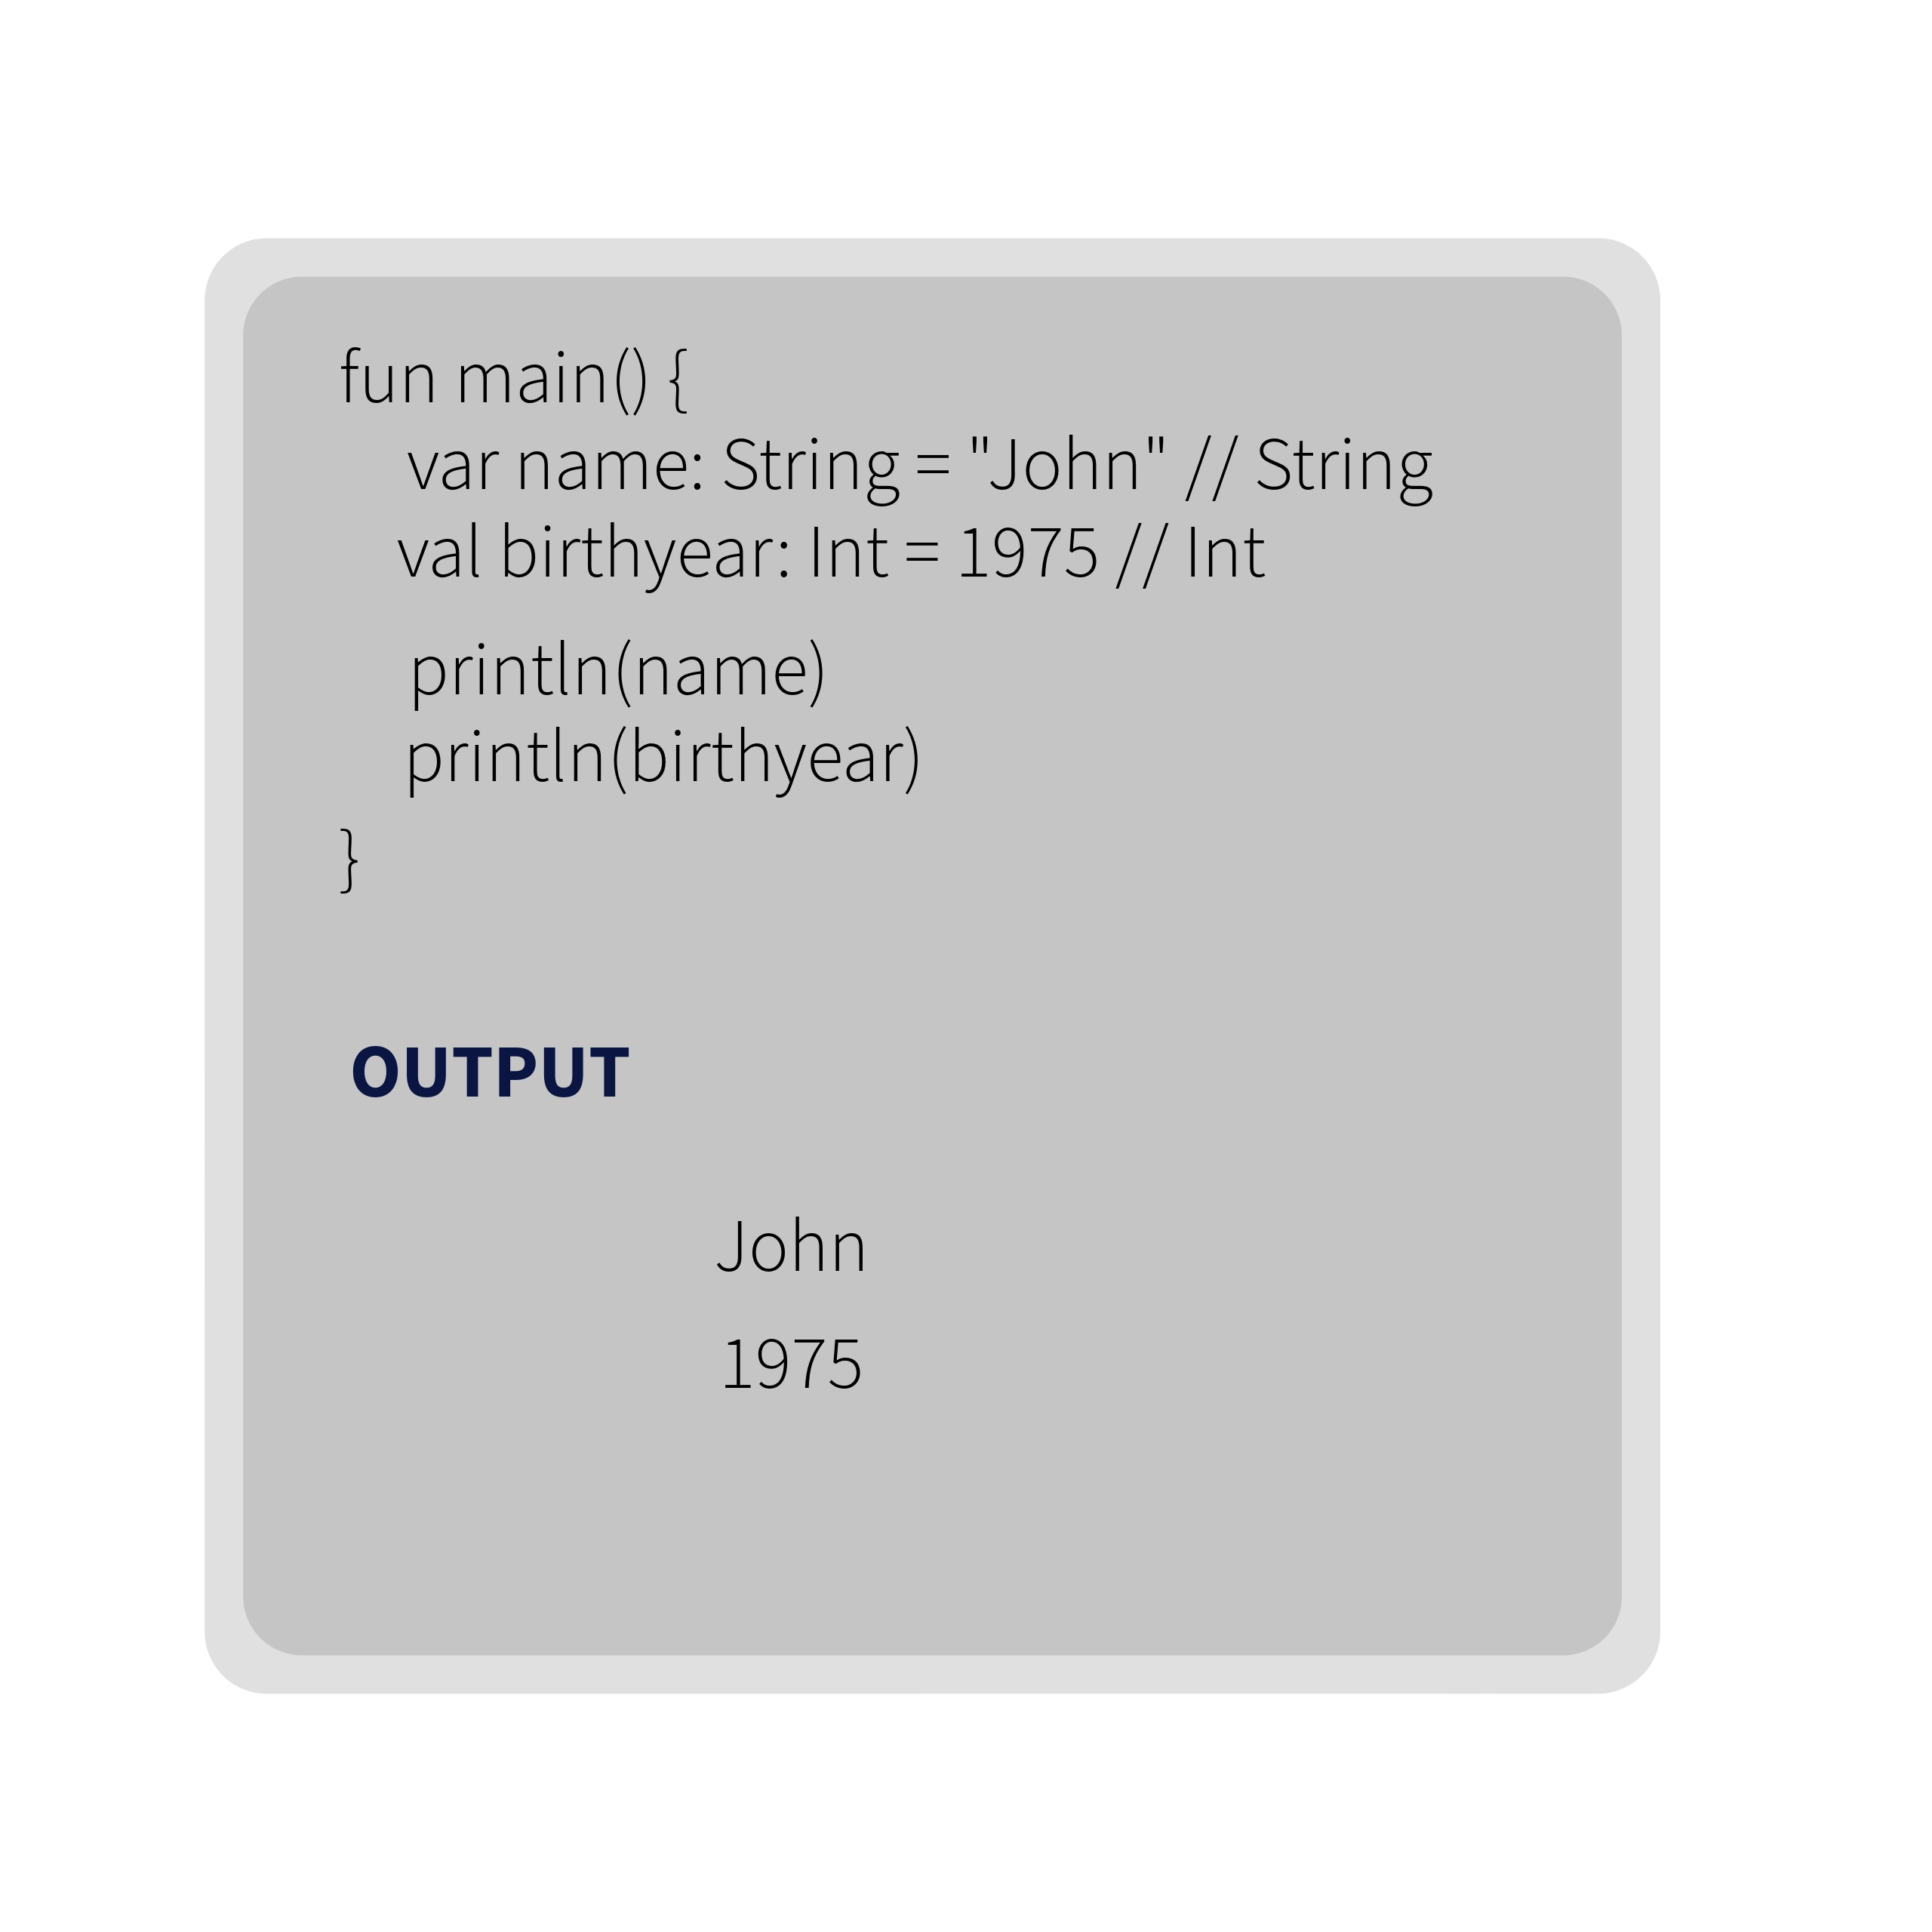 fun main() {
var name: String = "John" // String
val birthyear: Int = 1975 // Int
println(name)
println(birthyear)
}
OUTPUT
John
1975